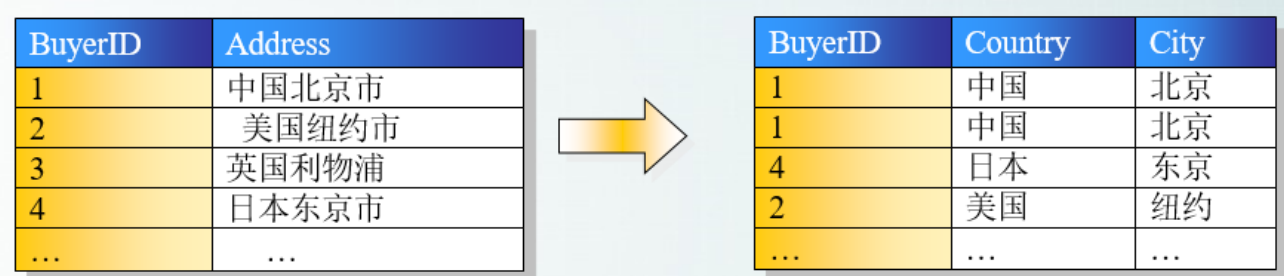 BuyerID Address
1 中国北京市
2 美国纽约市
3 英国利物浦
4 日本东京市
… …
BuyerID Country City
1 中国 北京
1 中国 北京
4 日本 东京
2 美国 纽约
… … …